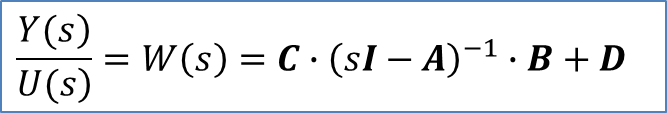 Y(s)/U(s) = W(s) = C · (sI − A)⁻¹ · B + D